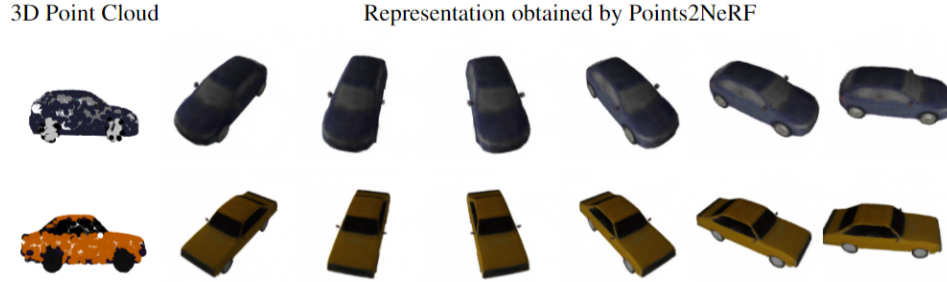 3D Point Cloud
Representation obtained by Points2NeRF